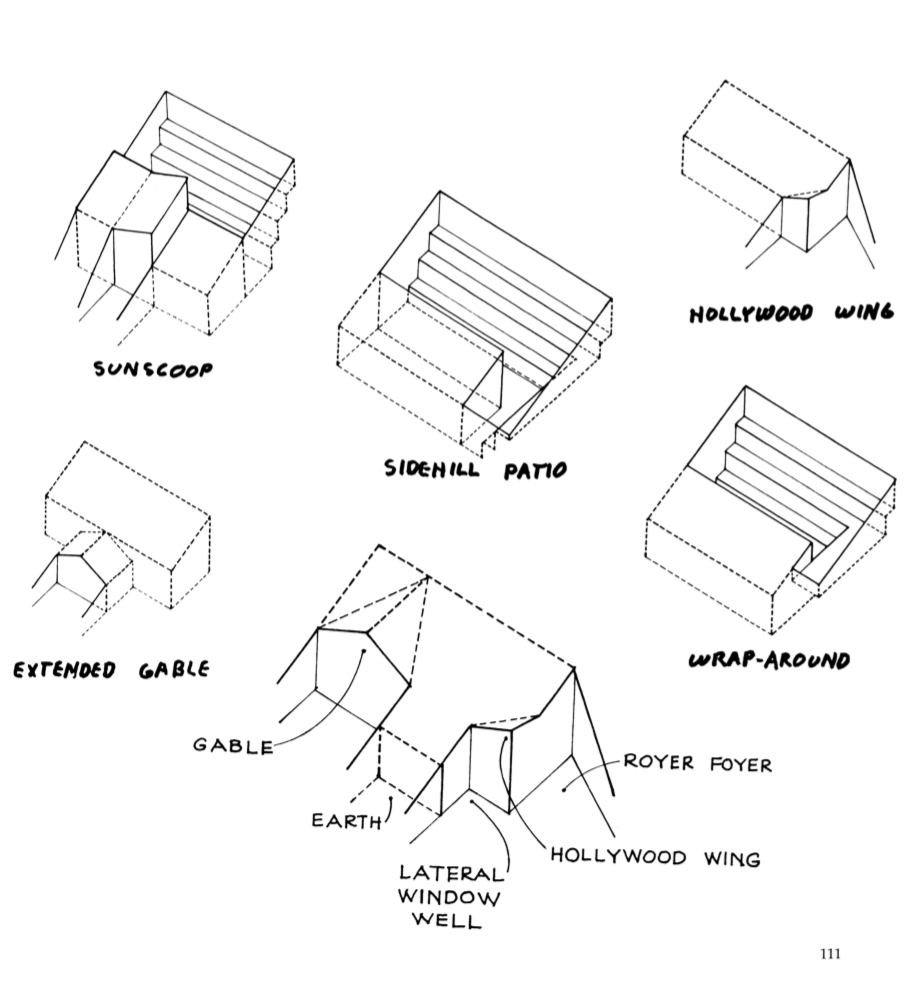 HOLLYWOOD WING
SUNSCOOP
SIDEHILL PATIO
EXTENDED GABLE
WRAP-AROUND
GABLE
ROYER FOYER
EARTH
HOLLYWOOD WING
LATERAL
WINDOW
WELL
111